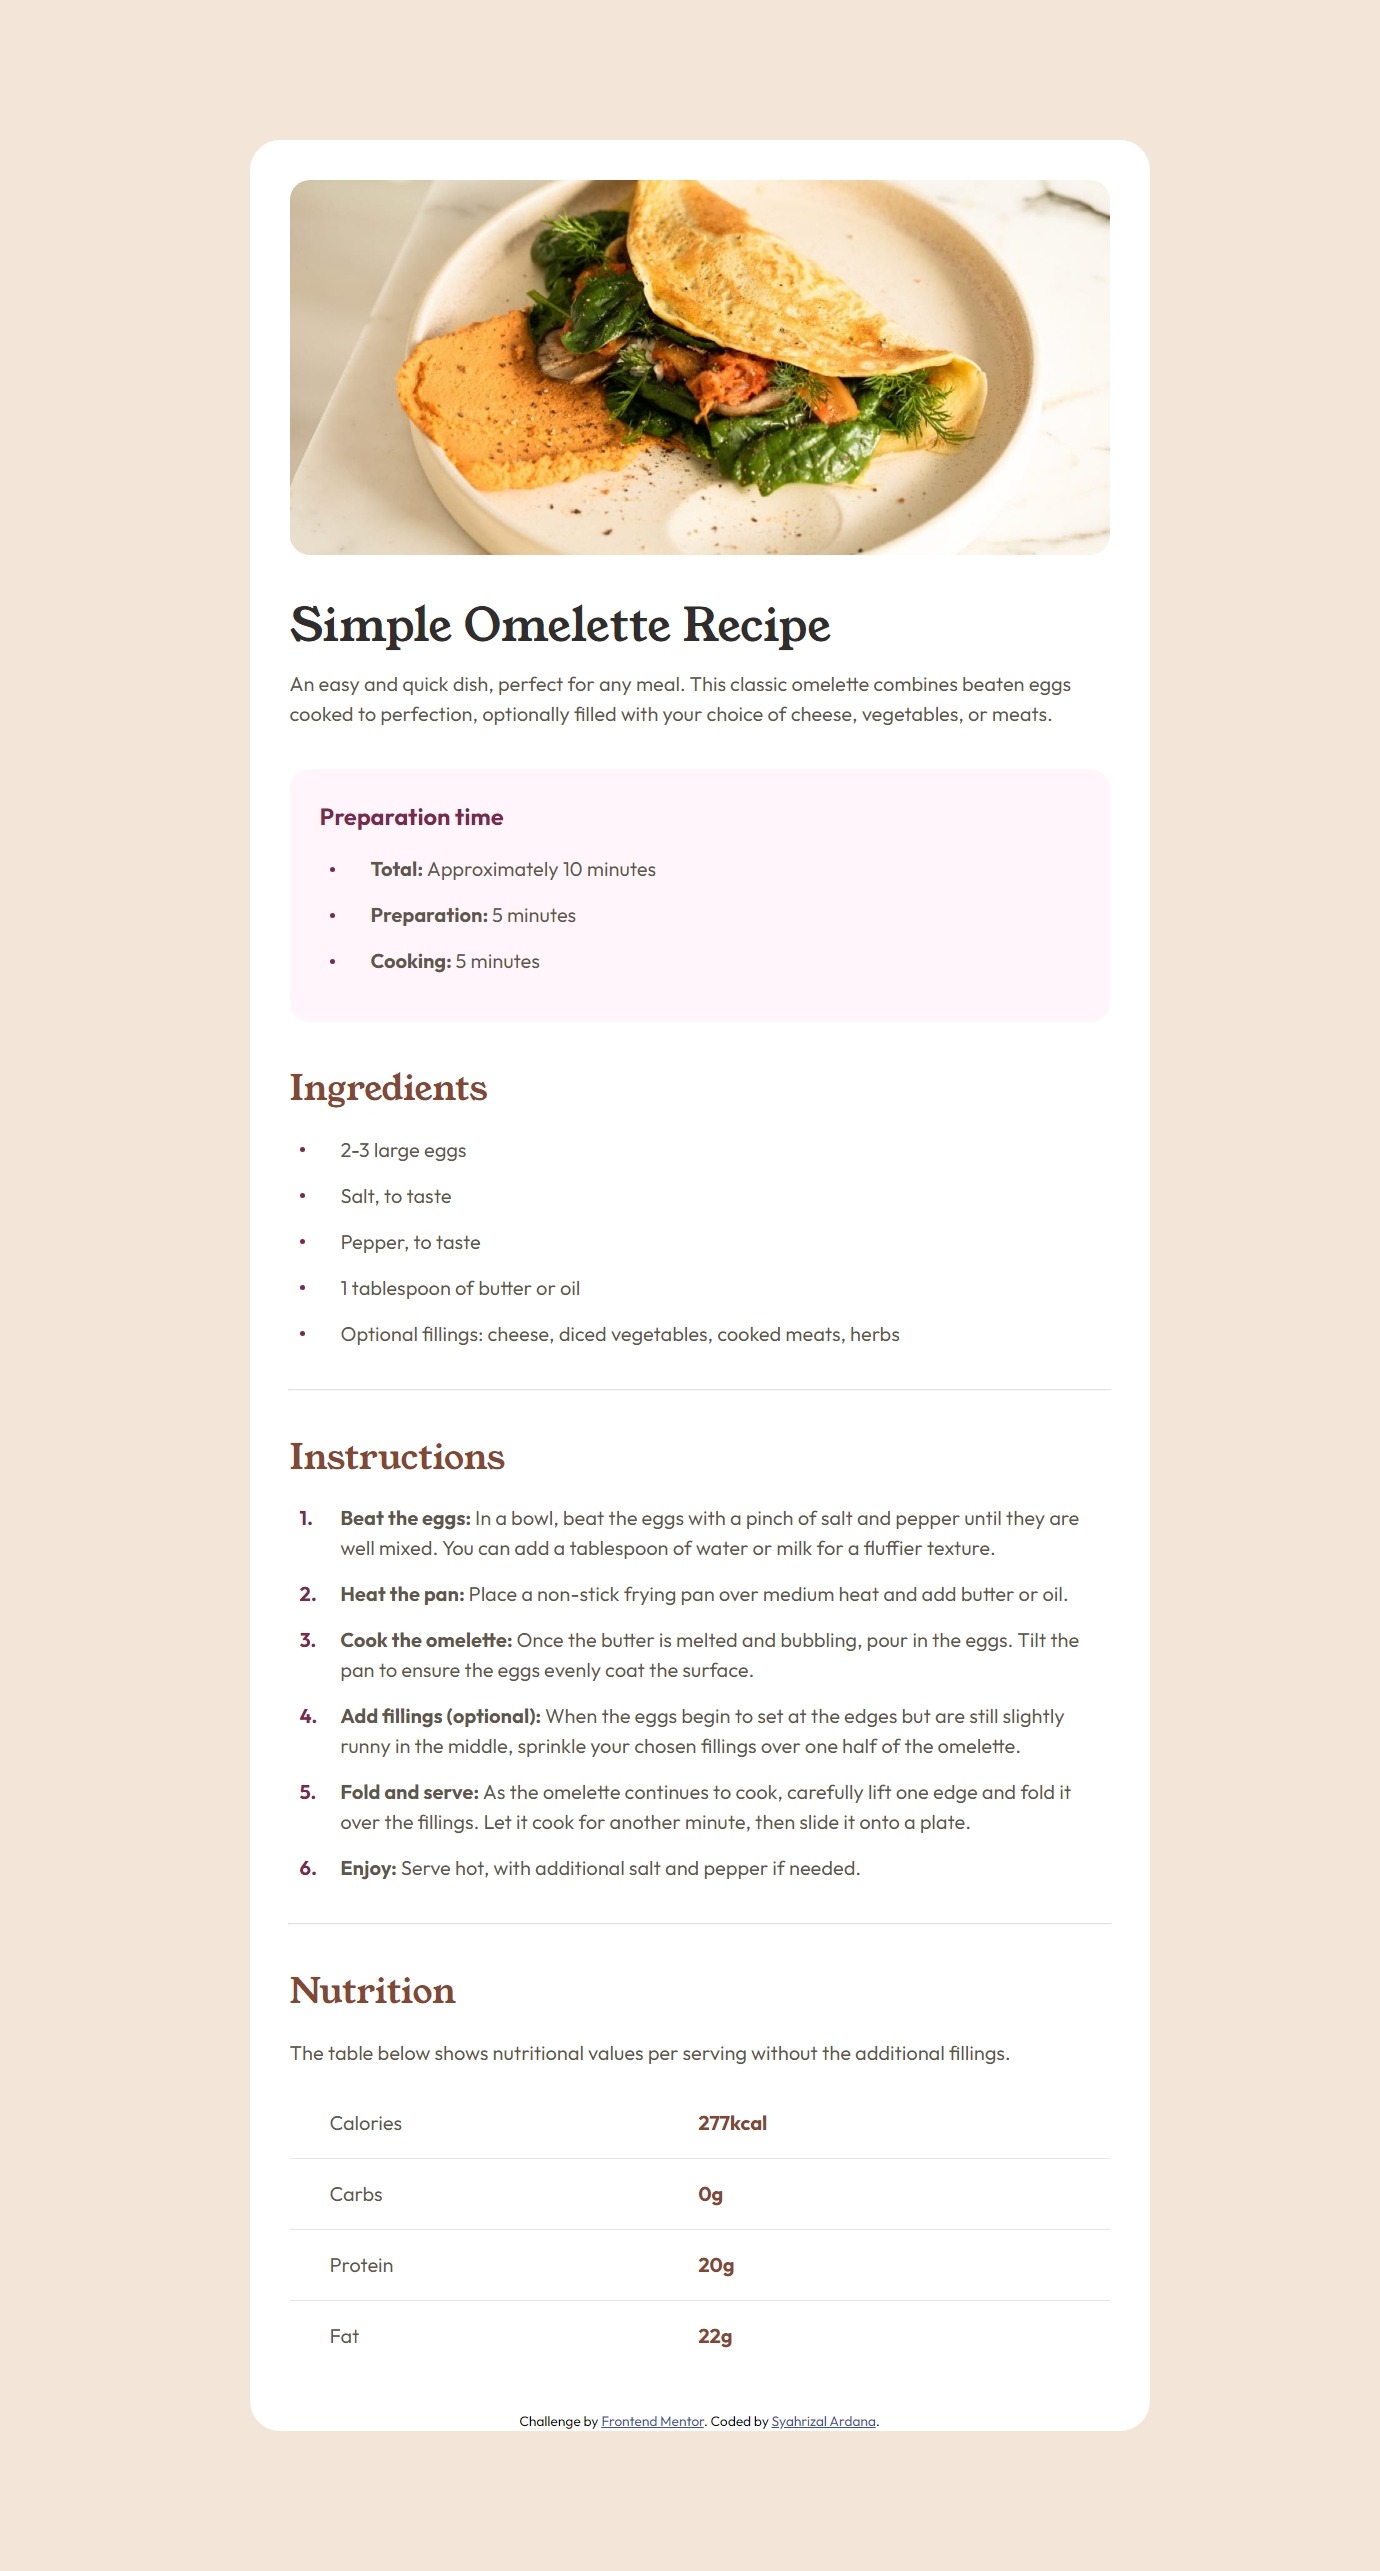 Simple Omelette Recipe
An easy and quick dish, perfect for any meal. This classic omelette combines beaten eggs
cooked to perfection, optionally filled with your choice of cheese, vegetables, or meats.
Preparation time
• Total: Approximately 10 minutes
• Preparation: 5 minutes
• Cooking: 5 minutes
Ingredients
• 2-3 large eggs
• Salt, to taste
• Pepper, to taste
• 1 tablespoon of butter or oil
• Optional fillings: cheese, diced vegetables, cooked meats, herbs
Instructions
1. Beat the eggs: In a bowl, beat the eggs with a pinch of salt and pepper until they are
well mixed. You can add a tablespoon of water or milk for a fluffier texture.
2. Heat the pan: Place a non-stick frying pan over medium heat and add butter or oil.
3. Cook the omelette: Once the butter is melted and bubbling, pour in the eggs. Tilt the
pan to ensure the eggs evenly coat the surface.
4. Add fillings (optional): When the eggs begin to set at the edges but are still slightly
runny in the middle, sprinkle your chosen fillings over one half of the omelette.
5. Fold and serve: As the omelette continues to cook, carefully lift one edge and fold it
over the fillings. Let it cook for another minute, then slide it onto a plate.
6. Enjoy: Serve hot, with additional salt and pepper if needed.
Nutrition
The table below shows nutritional values per serving without the additional fillings.
Calories 277kcal
Carbs 0g
Protein 20g
Fat 22g
Challenge by Frontend Mentor. Coded by Syahrizal Ardana.